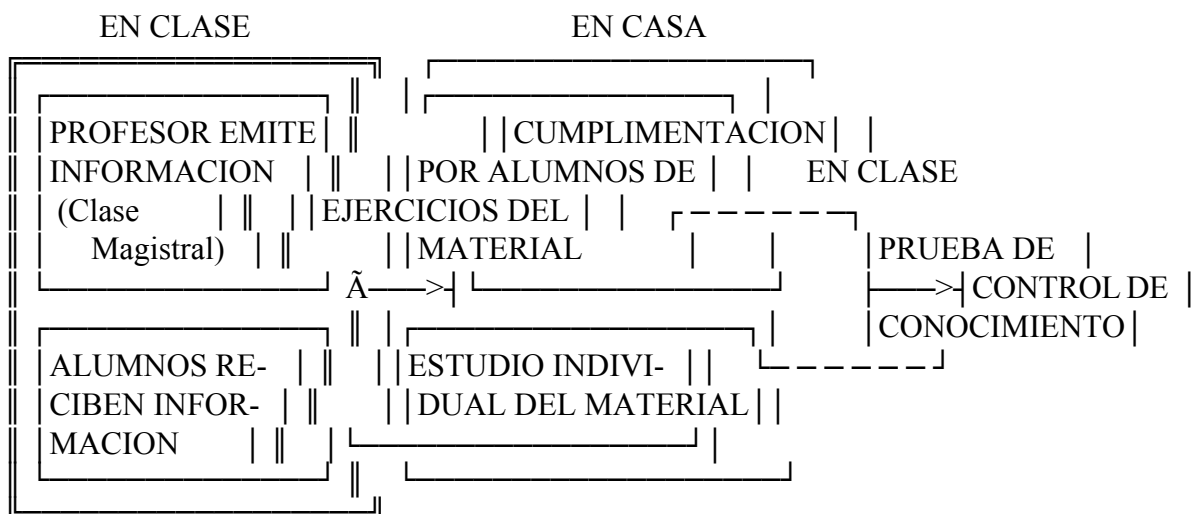 EN CLASE EN CASA
PROFESOR EMITE CUMPLIMENTACION
INFORMACION POR ALUMNOS DE EN CLASE
(Clase EJERCICIOS DEL
Magistral) MATERIAL PRUEBA DE
Ã > > CONTROL DE
CONOCIMIENTO
ALUMNOS RE- ESTUDIO INDIVI-
CIBEN INFOR- DUAL DEL MATERIAL
MACION